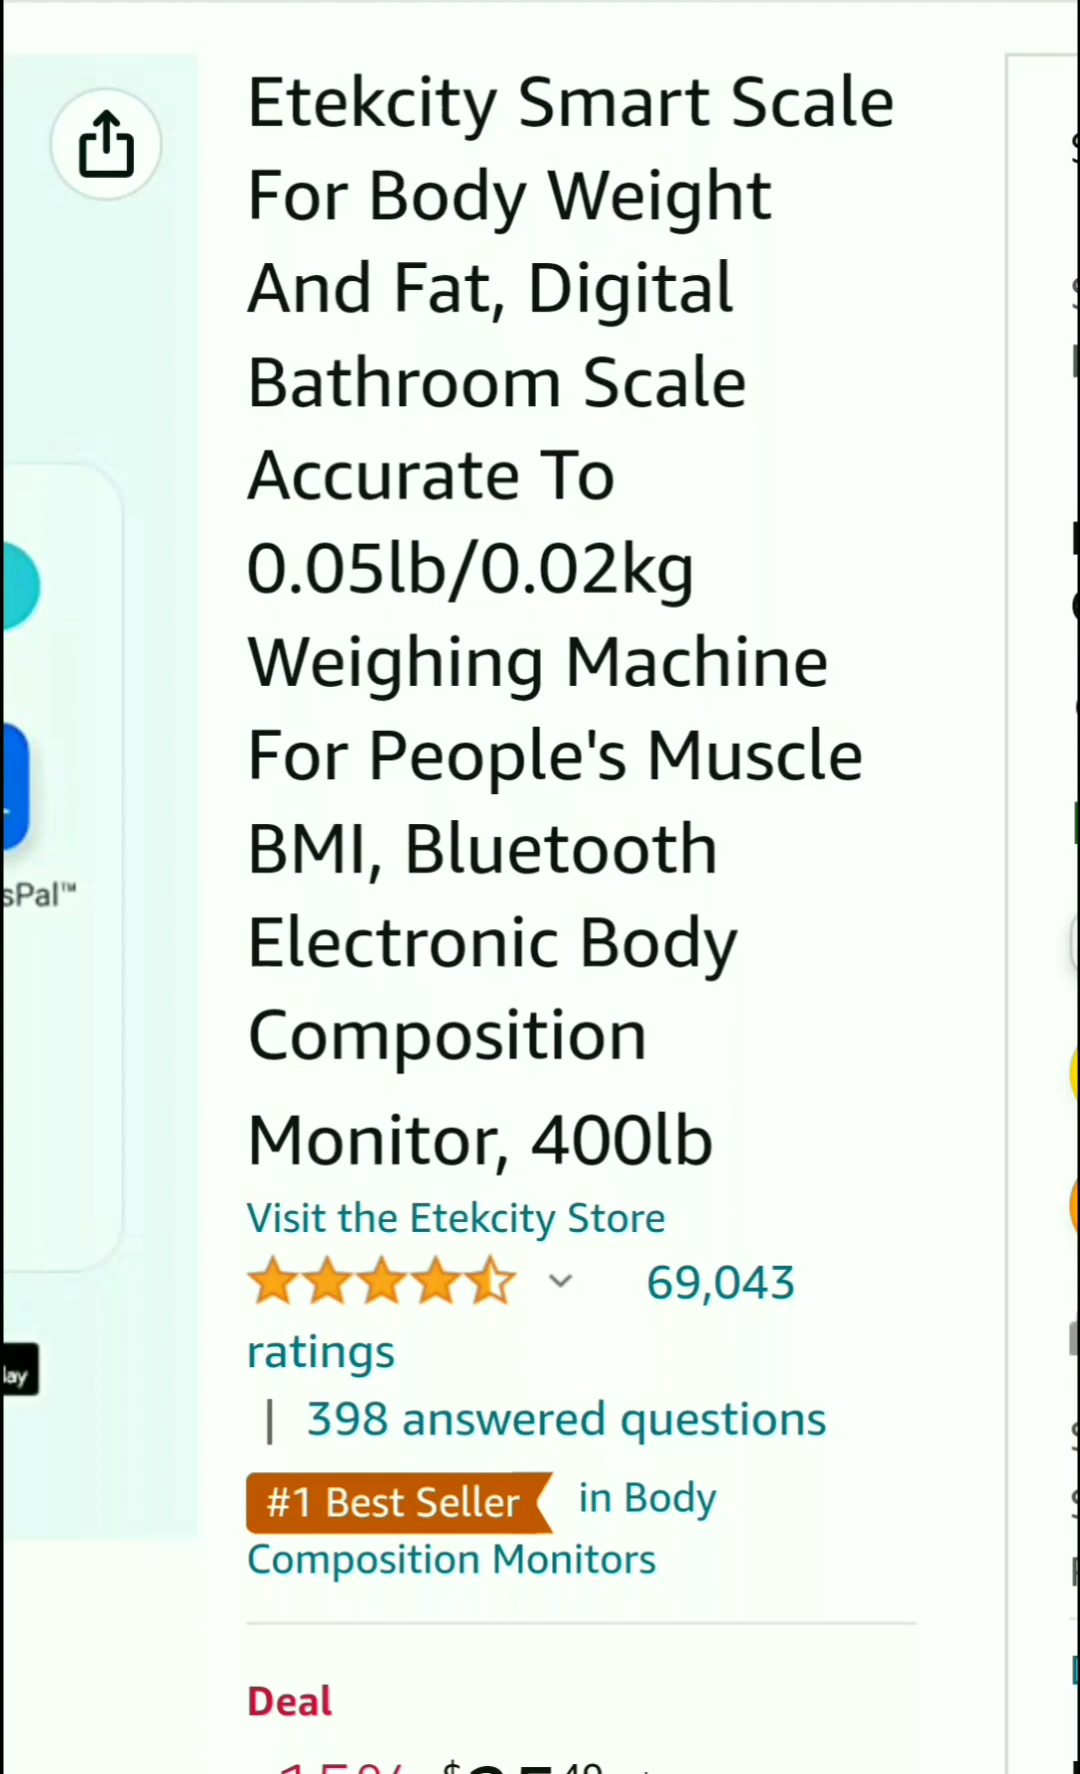 Etekcity Smart Scale
For Body Weight
And Fat, Digital
Bathroom Scale
Accurate To
0.05lb/0.02kg
Weighing Machine
For People's Muscle
BMI, Bluetooth
Electronic Body
Composition
Monitor, 400lb
Visit the Etekcity Store
69,043
ratings
| 398 answered questions
#1 Best Seller in Body
Composition Monitors
Deal
sPal™
lay